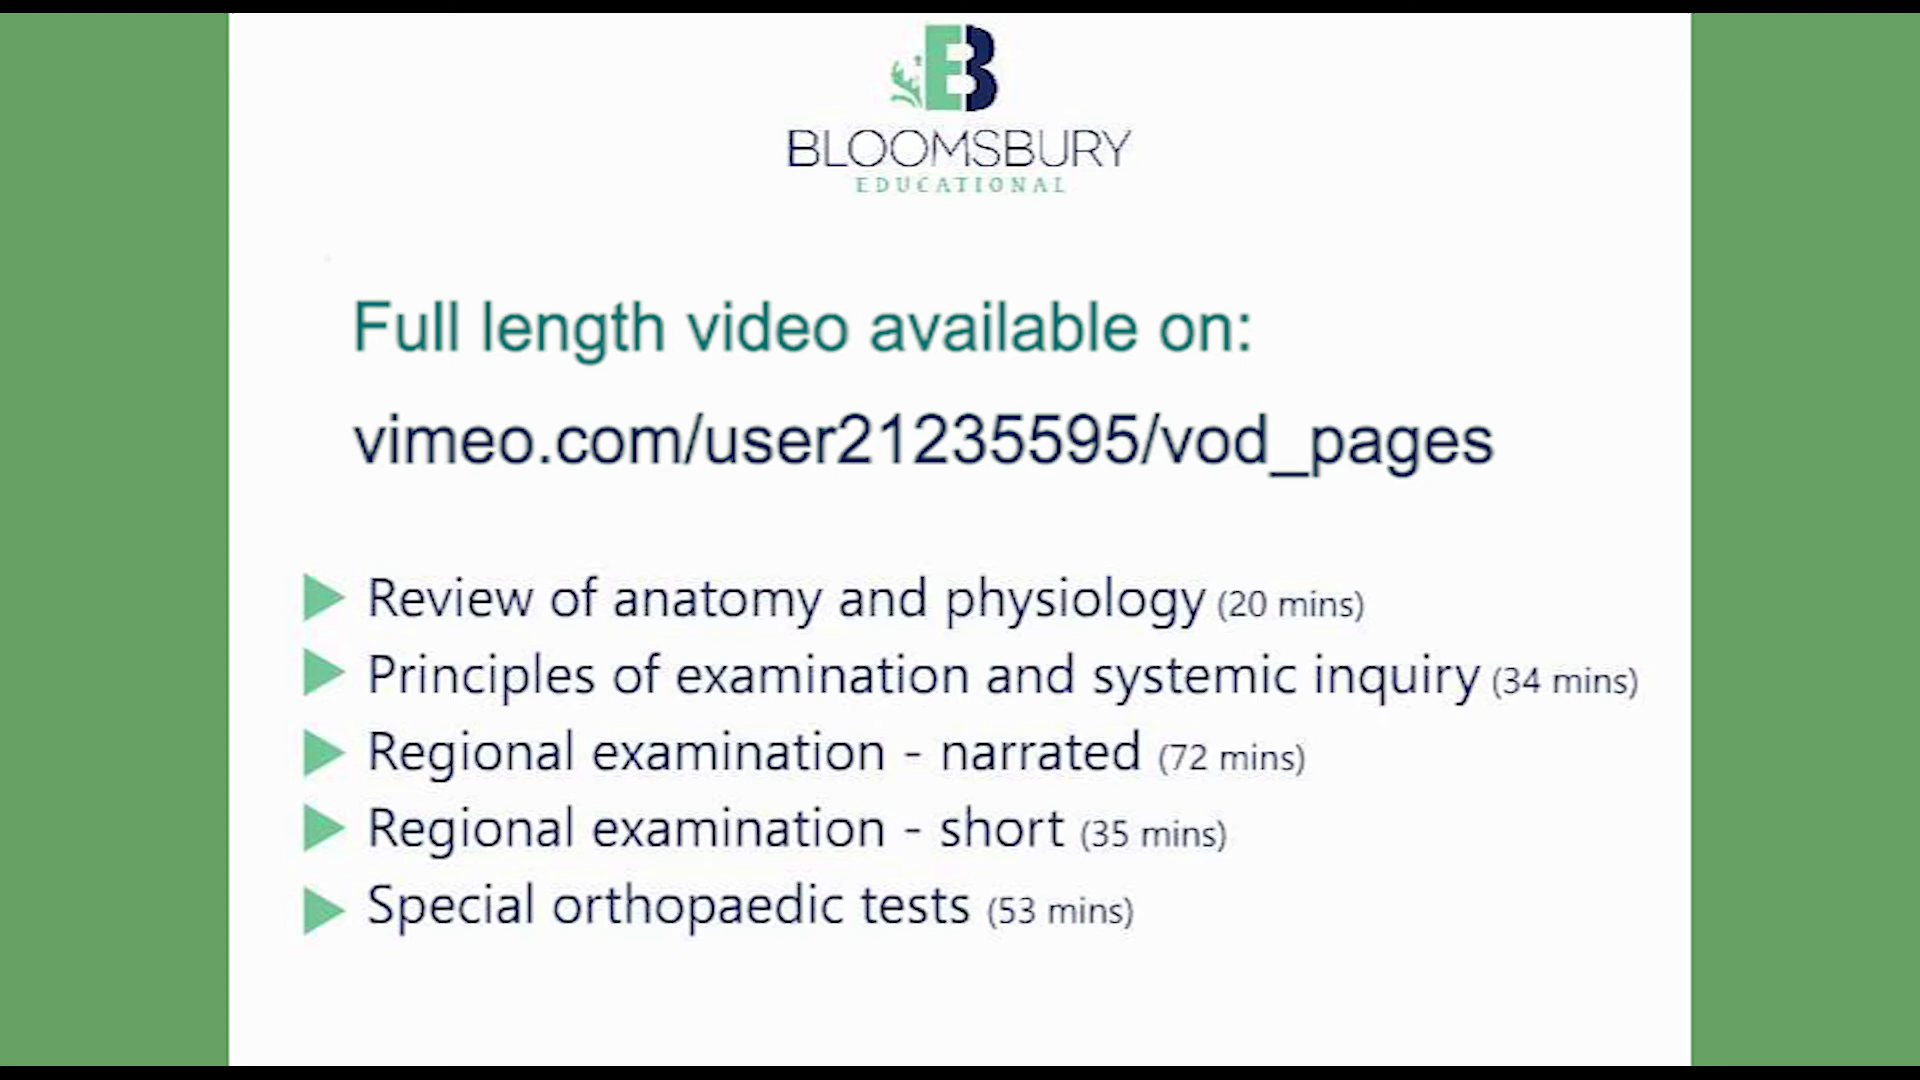 EB
BLOOMSBURY
EDUCATIONAL
Full length video available on:
vimeo.com/user21235595/vod_pages
Review of anatomy and physiology (20 mins)
Principles of examination and systemic inquiry (34 mins)
Regional examination - narrated (72 mins)
Regional examination - short (35 mins)
Special orthopaedic tests (53 mins)